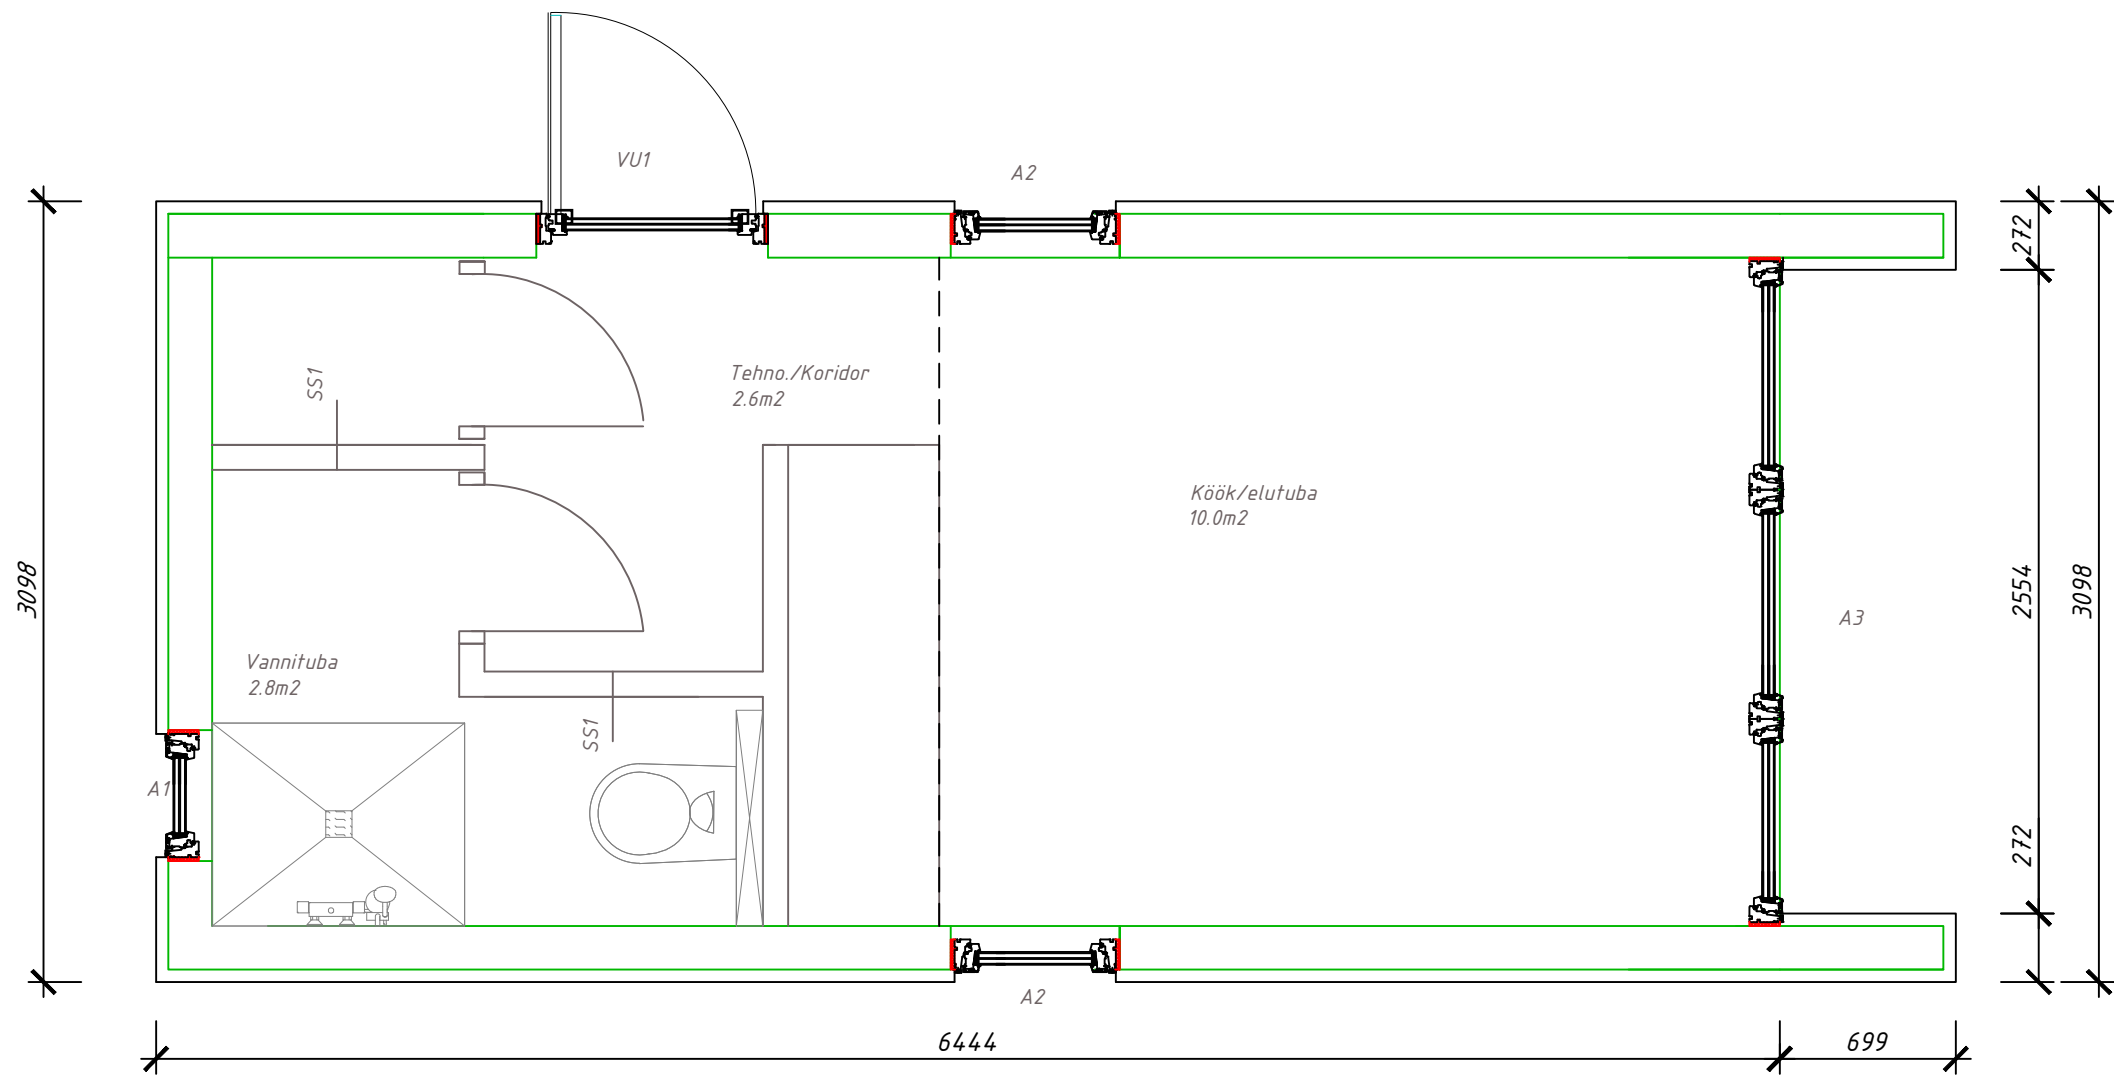 VU1
A2
272
SS1
Tehno./Koridor
2.6m2
Köök/elutuba
10.0m2
3098
2554
3098
A3
Vannituba
2.8m2
SS1
A1
272
A2
6444
699